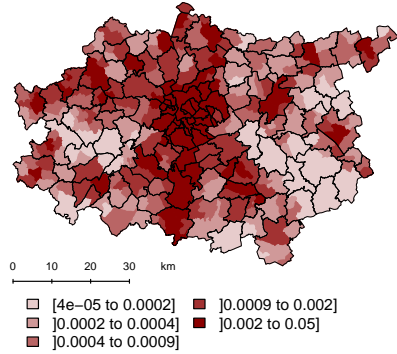 0 10 20 30 km
[4e−05 to 0.0002] ]0.0009 to 0.002]
]0.0002 to 0.0004] ]0.002 to 0.05]
]0.0004 to 0.0009]